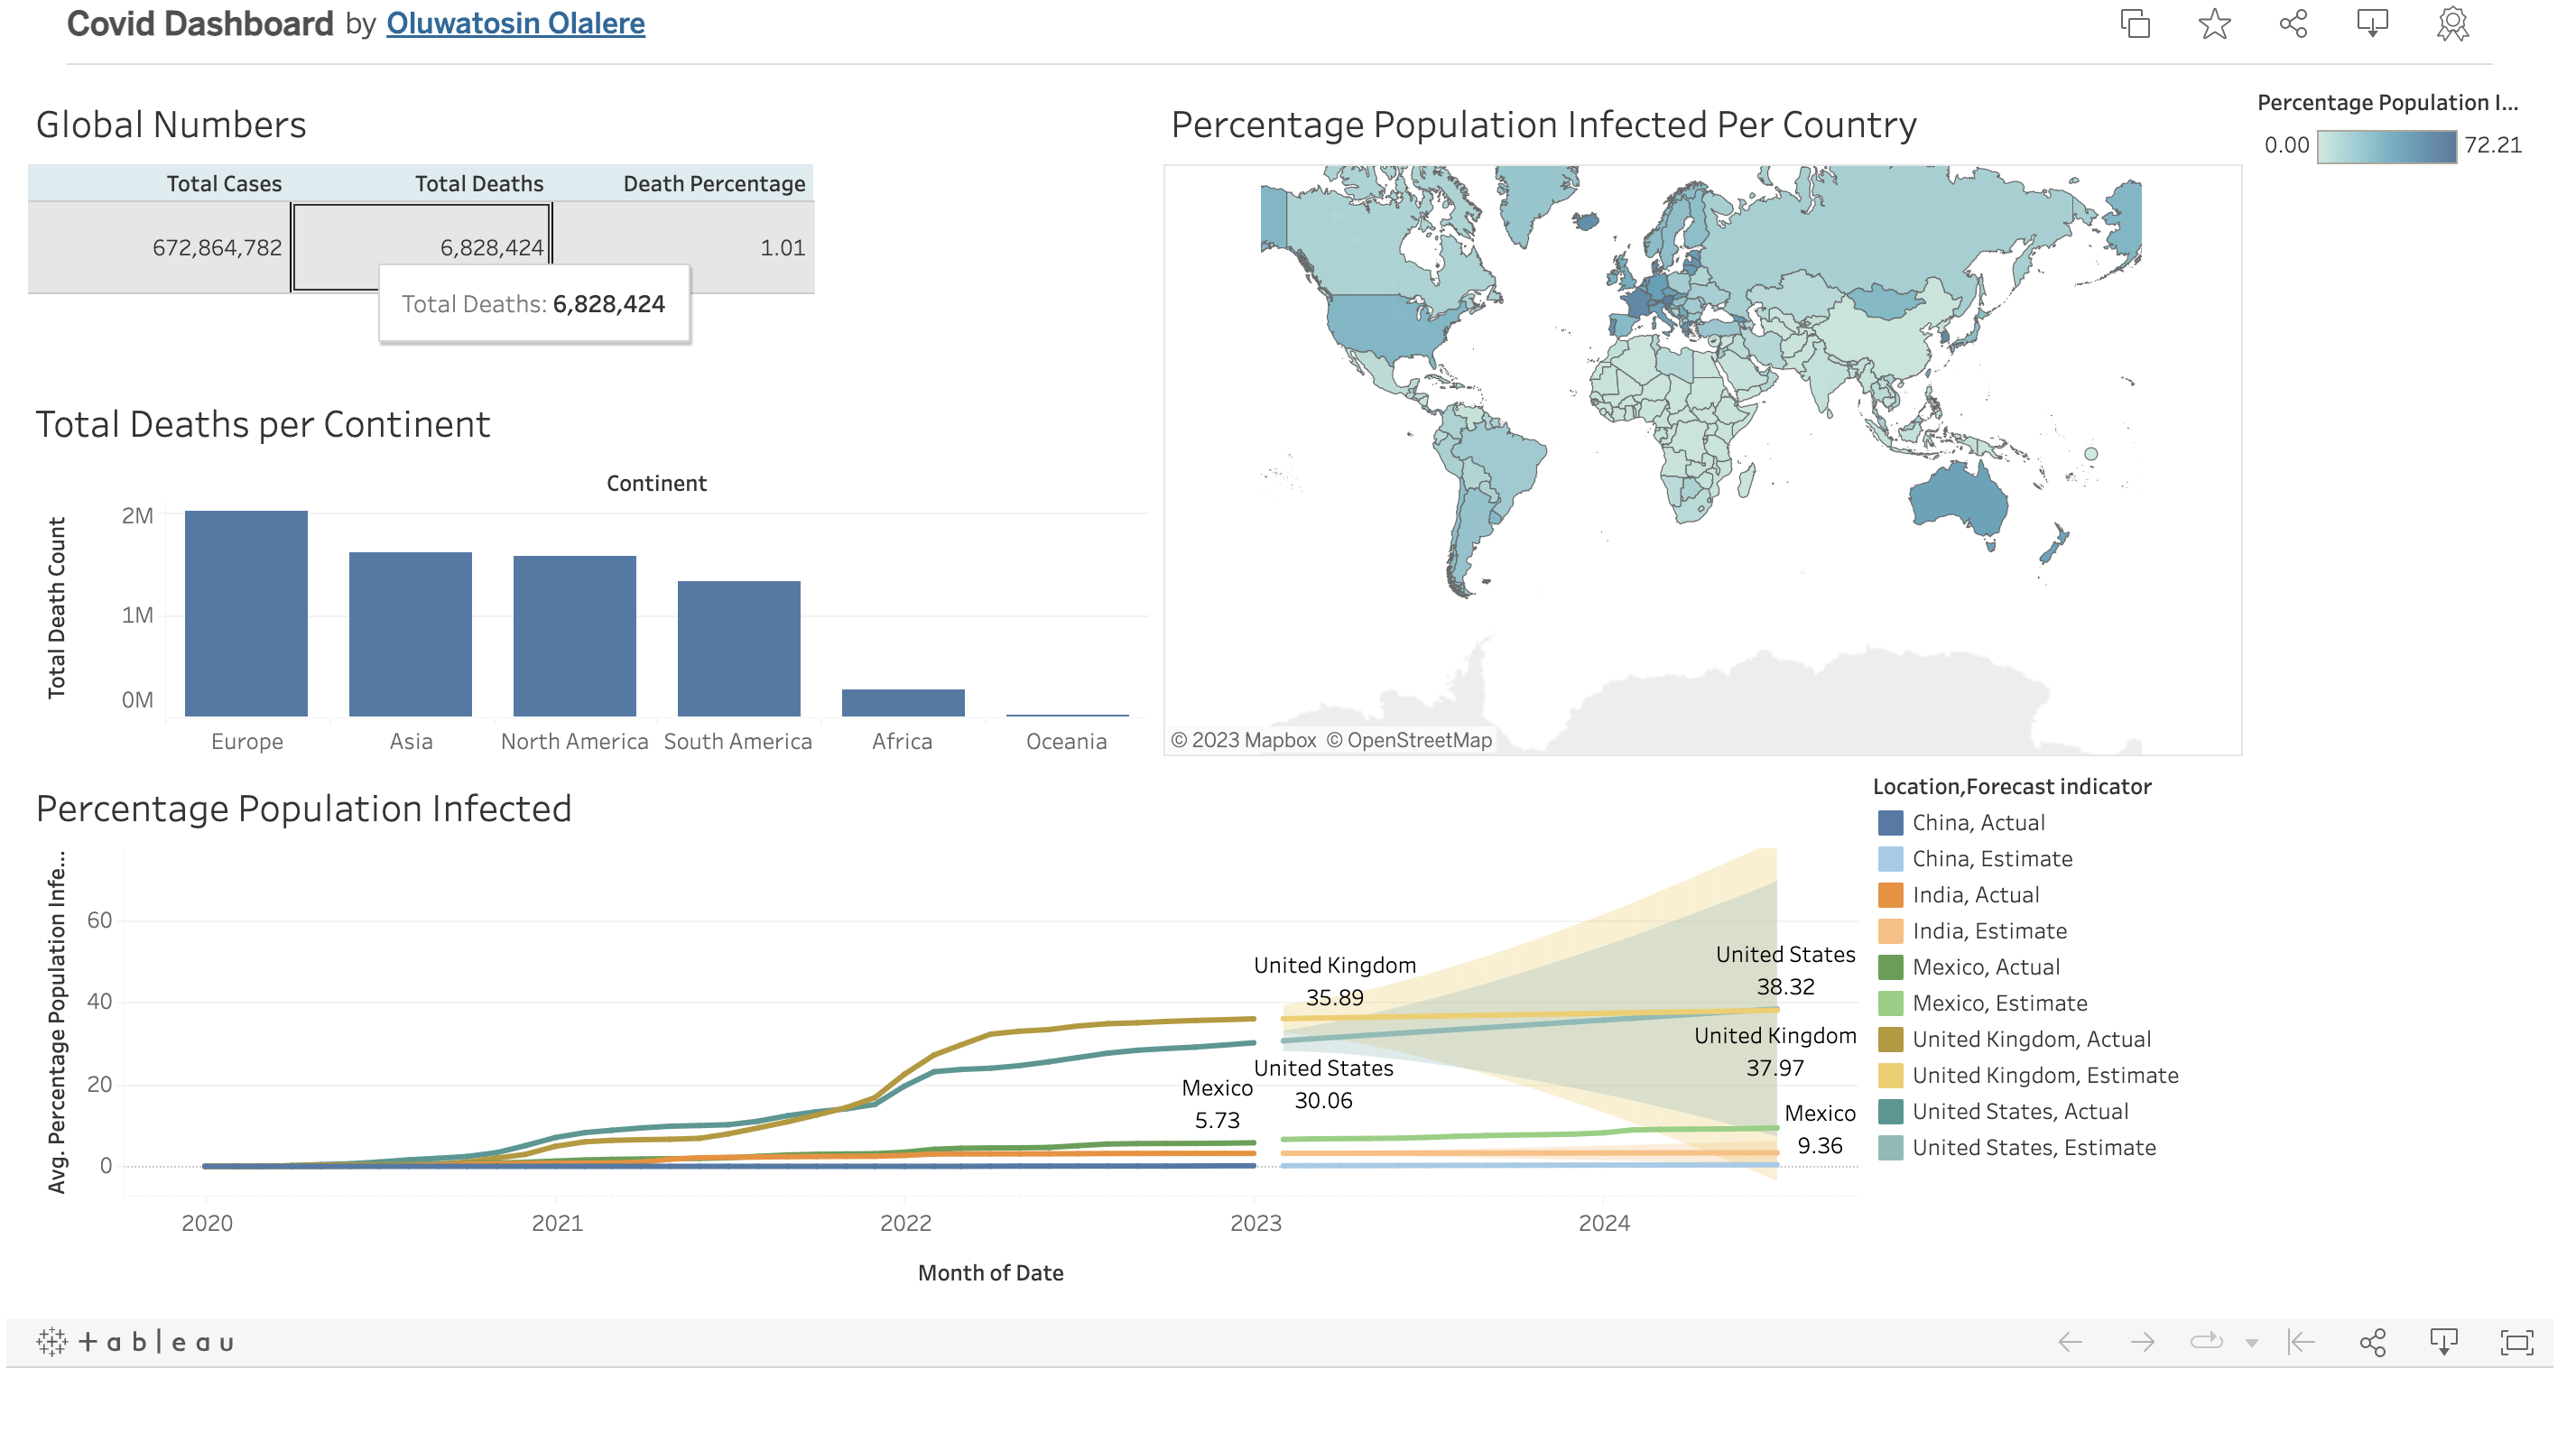 Covid Dashboard by Oluwatosin Olalere
Global Numbers
Total Cases Total Deaths Death Percentage
672,864,782 6,828,424 1.01
Total Deaths: 6,828,424
Total Deaths per Continent
Continent
Total Death Count
2M
1M
0M
Europe Asia North America South America Africa Oceania
Percentage Population Infected Per Country
© 2023 Mapbox © OpenStreetMap
Percentage Population I...
0.00 72.21
Percentage Population Infected
Avg. Percentage Population Infe...
60
40
20
0
United Kingdom
35.89
United States
30.06
Mexico
5.73
United States
38.32
United Kingdom
37.97
Mexico
9.36
2020 2021 2022 2023 2024
Month of Date
Location,Forecast indicator
China, Actual
China, Estimate
India, Actual
India, Estimate
Mexico, Actual
Mexico, Estimate
United Kingdom, Actual
United Kingdom, Estimate
United States, Actual
United States, Estimate
+ableau